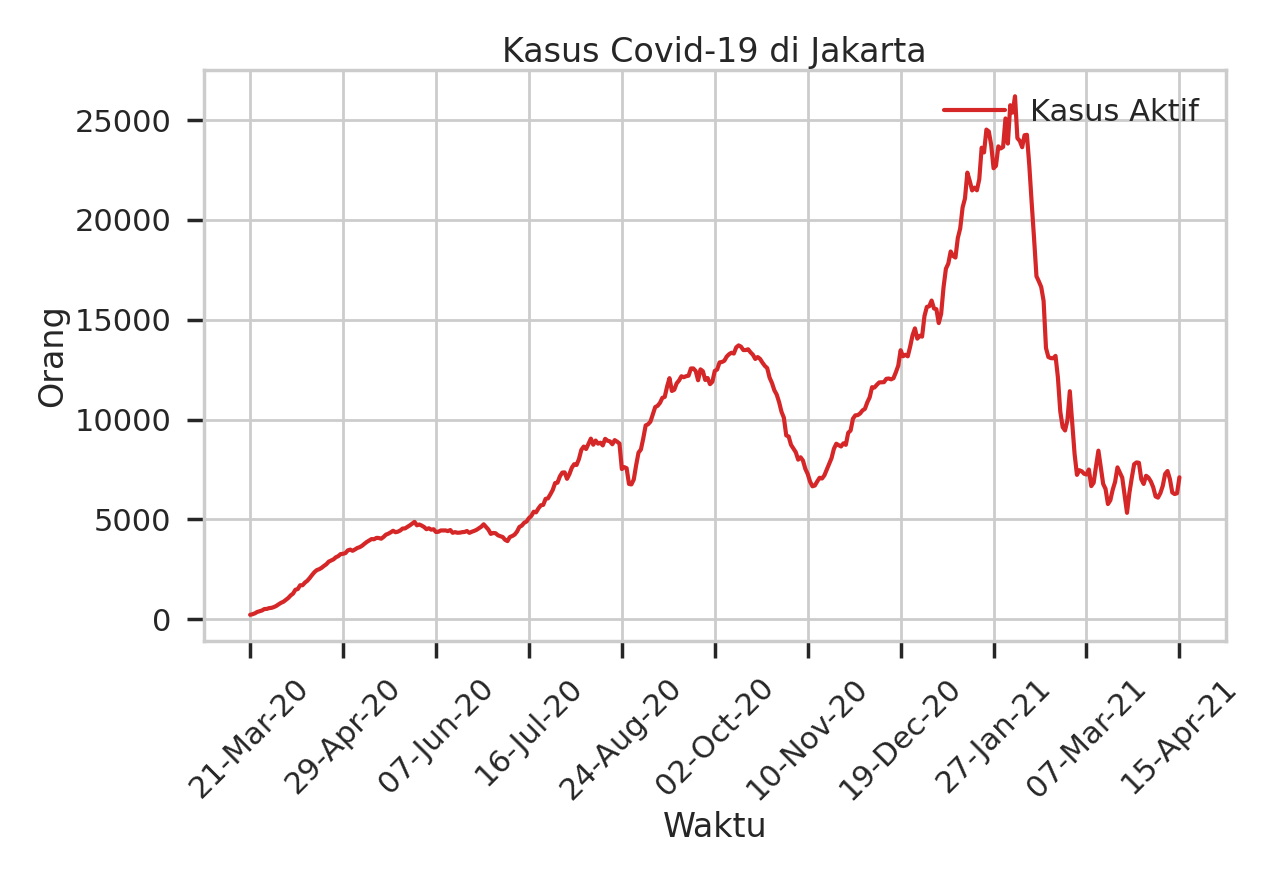 Kasus Covid-19 di Jakarta
Kasus Aktif
Orang
25000
20000
15000
10000
5000
0
21-Mar-20
29-Apr-20
07-Jun-20
16-Jul-20
24-Aug-20
02-Oct-20
10-Nov-20
19-Dec-20
27-Jan-21
07-Mar-21
15-Apr-21
Waktu